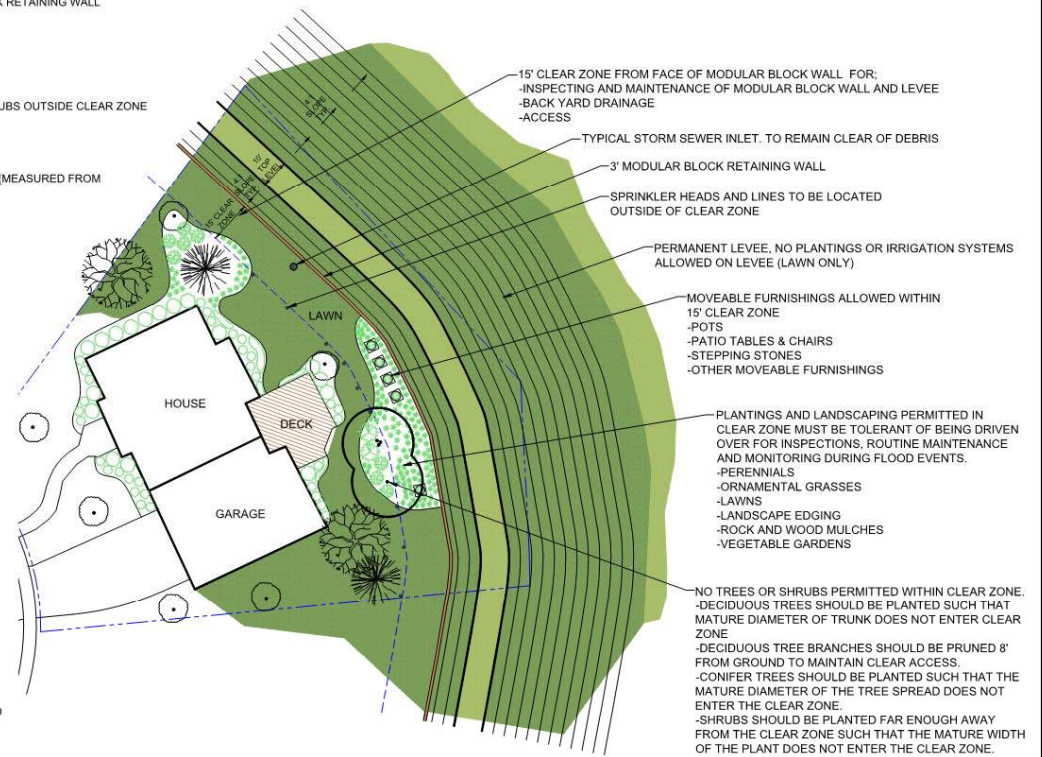 RETAINING WALL
UBS OUTSIDE CLEAR ZONE
MEASURED FROM
15' CLEAR ZONE FROM FACE OF MODULAR BLOCK WALL FOR;
-INSPECTING AND MAINTENANCE OF MODULAR BLOCK WALL AND LEVEE
-BACK YARD DRAINAGE
-ACCESS
TYPICAL STORM SEWER INLET. TO REMAIN CLEAR OF DEBRIS
3' MODULAR BLOCK RETAINING WALL
SPRINKLER HEADS AND LINES TO BE LOCATED
OUTSIDE OF CLEAR ZONE
PERMANENT LEVEE, NO PLANTINGS OR IRRIGATION SYSTEMS
ALLOWED ON LEVEE (LAWN ONLY)
MOVEABLE FURNISHINGS ALLOWED WITHIN
15' CLEAR ZONE
-POTS
-PATIO TABLES & CHAIRS
-STEPPING STONES
-OTHER MOVEABLE FURNISHINGS
PLANTINGS AND LANDSCAPING PERMITTED IN
CLEAR ZONE MUST BE TOLERANT OF BEING DRIVEN
OVER FOR INSPECTIONS, ROUTINE MAINTENANCE
AND MONITORING DURING FLOOD EVENTS.
-PERENNIALS
-ORNAMENTAL GRASSES
-LAWNS
-LANDSCAPE EDGING
-ROCK AND WOOD MULCHES
-VEGETABLE GARDENS
NO TREES OR SHRUBS PERMITTED WITHIN CLEAR ZONE.
-DECIDUOUS TREES SHOULD BE PLANTED SUCH THAT
MATURE DIAMETER OF TRUNK DOES NOT ENTER CLEAR
ZONE
-DECIDUOUS TREE BRANCHES SHOULD BE PRUNED 8'
FROM GROUND TO MAINTAIN CLEAR ACCESS.
-CONIFER TREES SHOULD BE PLANTED SUCH THAT THE
MATURE DIAMETER OF THE TREE SPREAD DOES NOT
ENTER THE CLEAR ZONE.
-SHRUBS SHOULD BE PLANTED FAR ENOUGH AWAY
FROM THE CLEAR ZONE SUCH THAT THE MATURE WIDTH
OF THE PLANT DOES NOT ENTER THE CLEAR ZONE.
SLOPE
TYP
10'
TOP
LEVEL
SLOPE
TYP
15' CLEAR
ZONE
LAWN
HOUSE
DECK
GARAGE